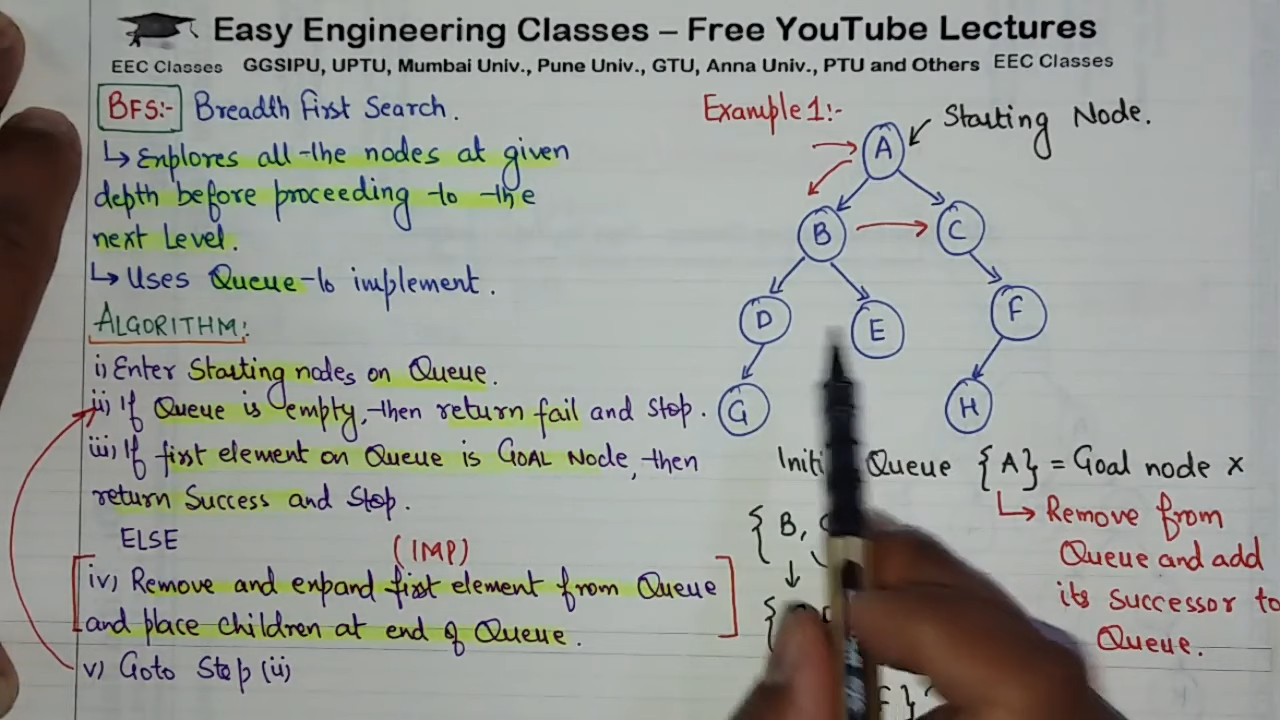 Easy Engineering Classes – Free YouTube Lectures
EEC Classes GGSIPU, UPTU, Mumbai Univ., Pune Univ., GTU, Anna Univ., PTU and Others EEC Classes
BFS:- Breadth First Search.
↳ Explores all the nodes at given
depth before proceeding to the
next Level.
↳ Uses Queue to implement.
ALGORITHM:
i) Enter Starting nodes on Queue.
ii) If Queue is empty, then return fail and stop.
iii) If first element on Queue is GOAL Node, then
return Success and Stop.
ELSE
(IMP)
iv) Remove and expand first element from Queue
and place children at end of Queue.
v) Goto Step (ii)
Example 1:-
Starting Node.
A
B C
D E F
G H
Queue {A} = Goal node x
↳ Remove from
Queue and add
its successor to
Queue.
{ B,
{
}